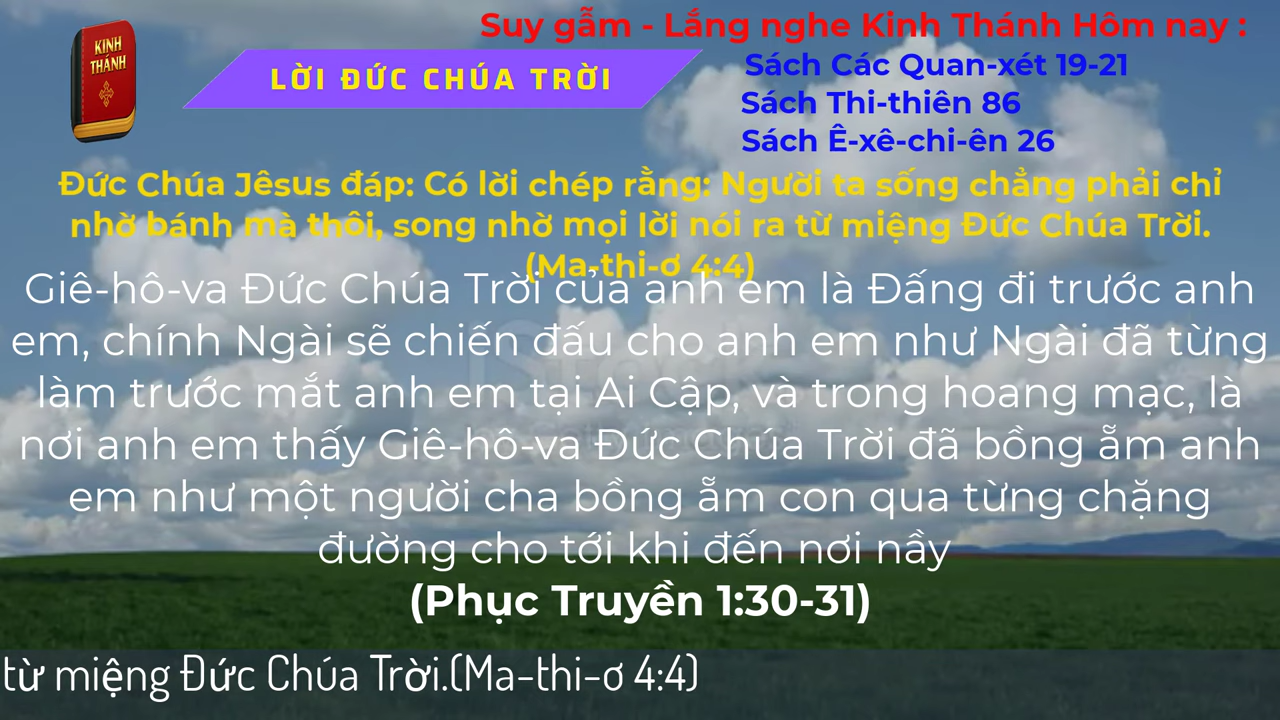 KINH
THÁNH
LỜI ĐỨC CHÚA TRỜI
Suy gẫm - Lắng nghe Kinh Thánh Hôm nay :
Sách Các Quan-xét 19-21
Sách Thi-thiên 86
Sách Ê-xê-chi-ên 26
Đức Chúa Jêsus đáp: Có lời chép rằng: Người ta sống chẳng phải chỉ
nhờ bánh mà thôi, song nhờ mọi lời nói ra từ miệng Đức Chúa Trời.
(Ma-thi-ơ 4:4)
Giê-hô-va Đức Chúa Trời của anh em là Đấng đi trước anh
em, chính Ngài sẽ chiến đấu cho anh em như Ngài đã từng
làm trước mắt anh em tại Ai Cập, và trong hoang mạc, là
nơi anh em thấy Giê-hô-va Đức Chúa Trời đã bồng ẵm anh
em như một người cha bồng ẵm con qua từng chặng
đường cho tới khi đến nơi nầy
(Phục Truyền 1:30-31)
từ miệng Đức Chúa Trời.(Ma-thi-ơ 4:4)